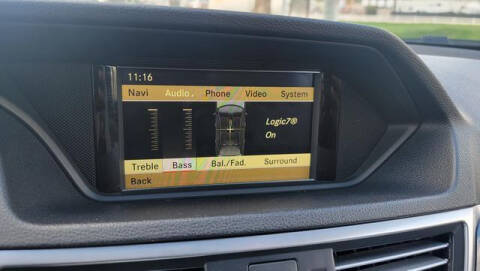 11:16
Navi Audio Phone Video System
Logic7®
On
Treble Bass Bal./Fad. Surround
Back